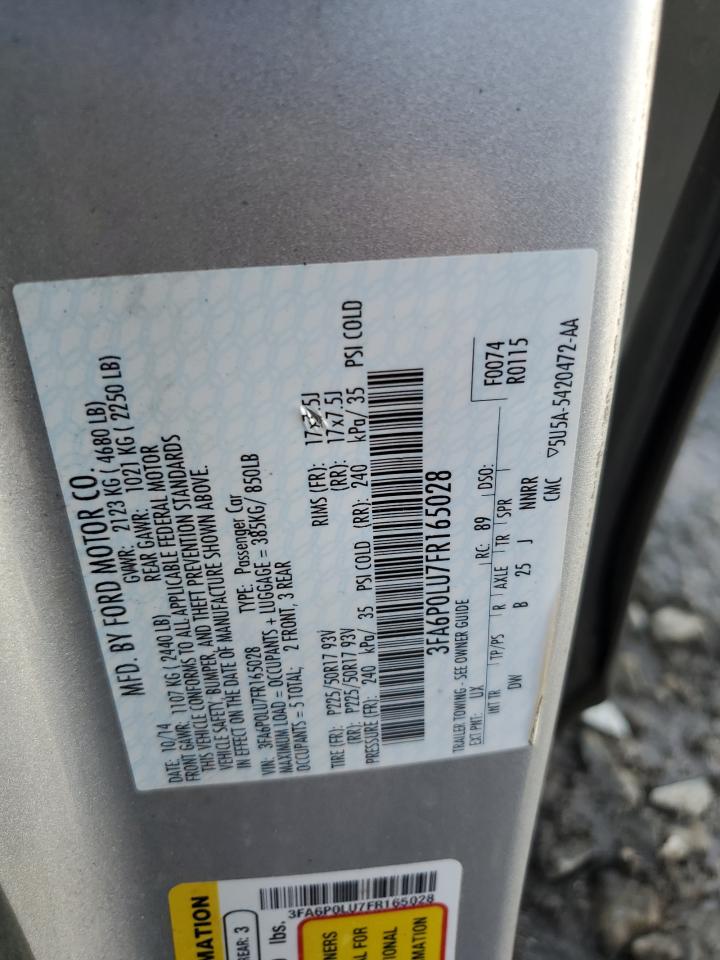 MFD. BY FORD MOTOR CO.
DATE: 10/14 GVWR: 2123 KG ( 4680 LB)
FRONT GAWR: 1107 KG ( 2440 LB) REAR GAWR: 1021 KG ( 2250 LB)
THIS VEHICLE CONFORMS TO ALL APPLICABLE FEDERAL MOTOR
VEHICLE SAFETY, BUMPER, AND THEFT PREVENTION STANDARDS
IN EFFECT ON THE DATE OF MANUFACTURE SHOWN ABOVE.
VIN: 3FA6P0LU7FR165028 TYPE: Passenger Car
MAXIMUM LOAD = OCCUPANTS + LUGGAGE = 385KG / 850LB
OCCUPANTS = 5 TOTAL; 2 FRONT, 3 REAR
TIRE (FR): P225/50R17 93V RIMS (FR): 17x7.5J
(RR): P225/50R17 93V (RR): 17x7.5J
PRESSURE (FR): 240 kPa/ 35 PSI COLD (RR): 240 kPa/ 35 PSI COLD
3FA6P0LU7FR165028
F0074
R0115
TRAILER TOWING - SEE OWNER GUIDE
EXT PNT: UX RC: 89 DSO:
INT TR TP/PS R AXLE TR SPR
DW B 25 J NNRR
CMC ▽5U5A-5420472-AA
3FA6P0LU7FR165028
REAR: 3
lbs.